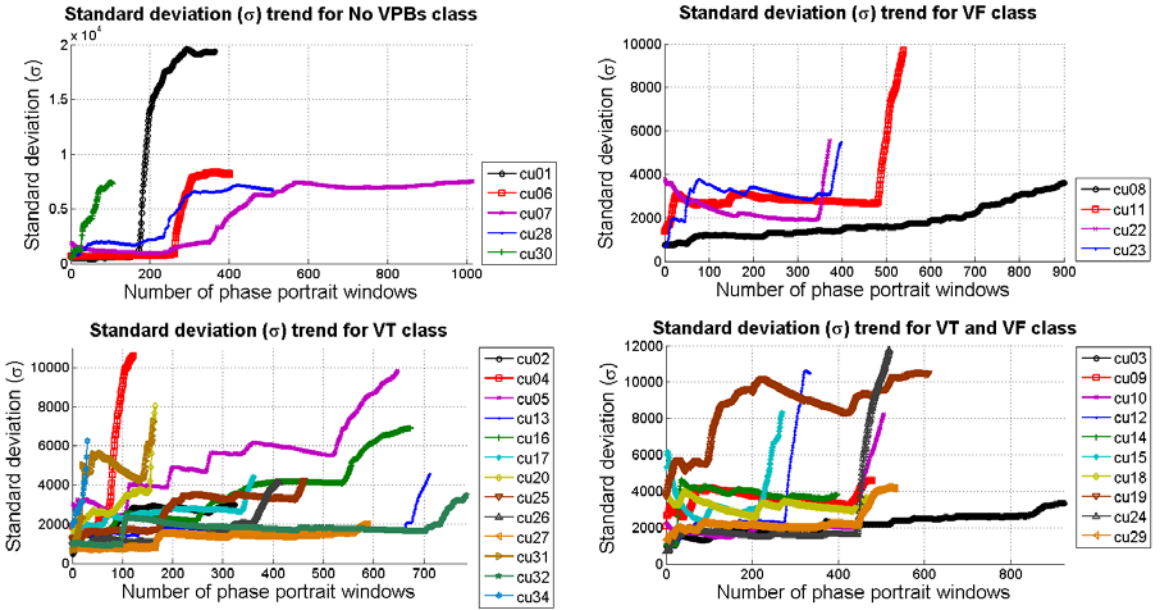 Standard deviation (σ) trend for No VPBs class
x 10^4
2
1.5
1
0.5
0
0 200 400 600 800 1000
Standard deviation (σ)
Number of phase portrait windows
cu01
cu06
cu07
cu28
cu30
Standard deviation (σ) trend for VF class
10000
8000
6000
4000
2000
0
0 100 200 300 400 500 600 700 800 900
Standard deviation (σ)
Number of phase portrait windows
cu08
cu11
cu22
cu23
Standard deviation (σ) trend for VT class
10000
8000
6000
4000
2000
0
0 100 200 300 400 500 600 700
Standard deviation (σ)
Number of phase portrait windows
cu02
cu04
cu05
cu13
cu16
cu17
cu20
cu25
cu26
cu27
cu31
cu32
cu34
Standard deviation (σ) trend for VT and VF class
12000
10000
8000
6000
4000
2000
0
0 200 400 600 800
Standard deviation (σ)
Number of phase portrait windows
cu03
cu09
cu10
cu12
cu14
cu15
cu18
cu19
cu24
cu29